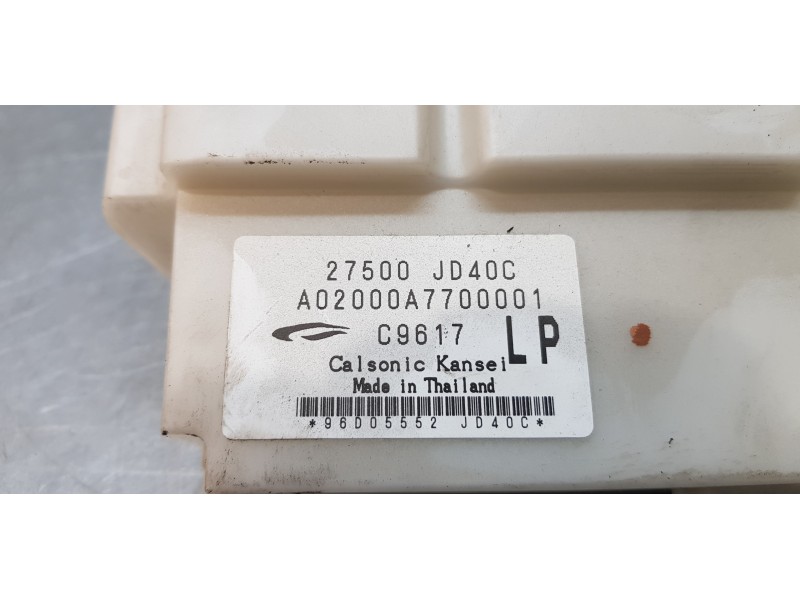 27500 JD40C
A02000A7700001
C9617 LP
Calsonic Kansei
Made in Thailand
*96D05552 JD40C*